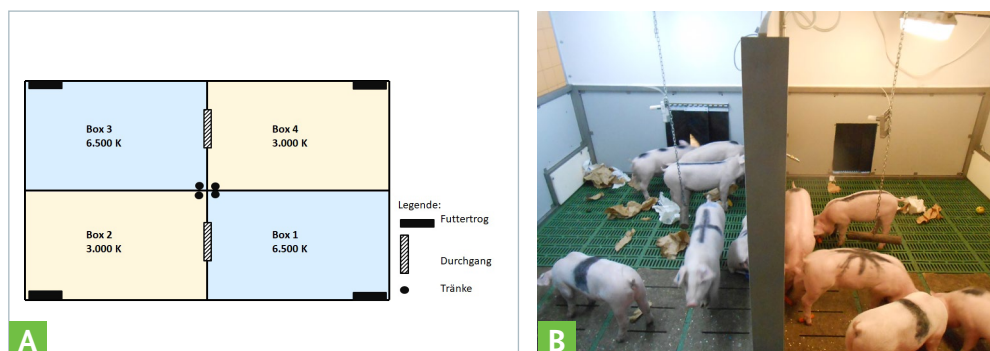 Box 3
6.500 K
Box 4
3.000 K
Box 2
3.000 K
Box 1
6.500 K
Legende:
Futtertrog
Durchgang
Tränke
A
B